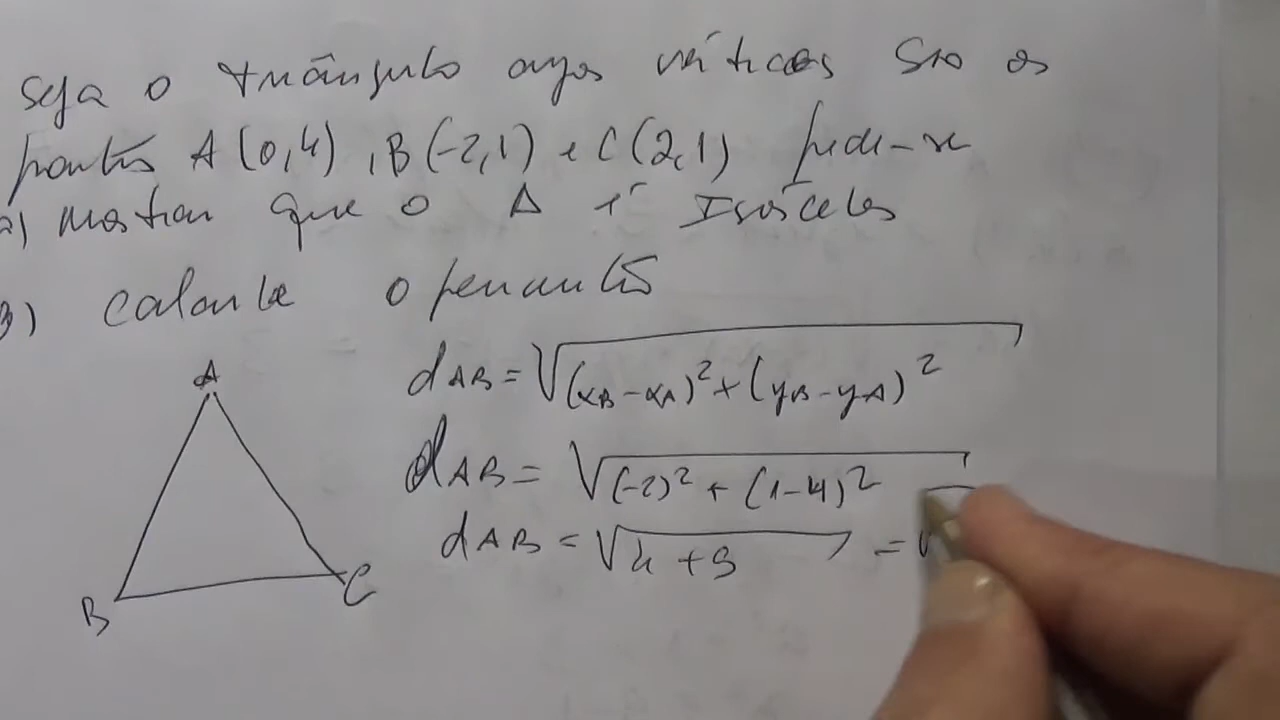 Seja o triângulo cujos vértices são os
pontos A(0,4), B(-2,1) e C(2,1) pede-se
a) mostrar que o Δ é Isósceles
B) Calcule o perímetro
A
B
C
dAB = √(xB-xA)²+(yB-yA)²
dAB = √(-2)²+(1-4)²
dAB = √4+9 = √